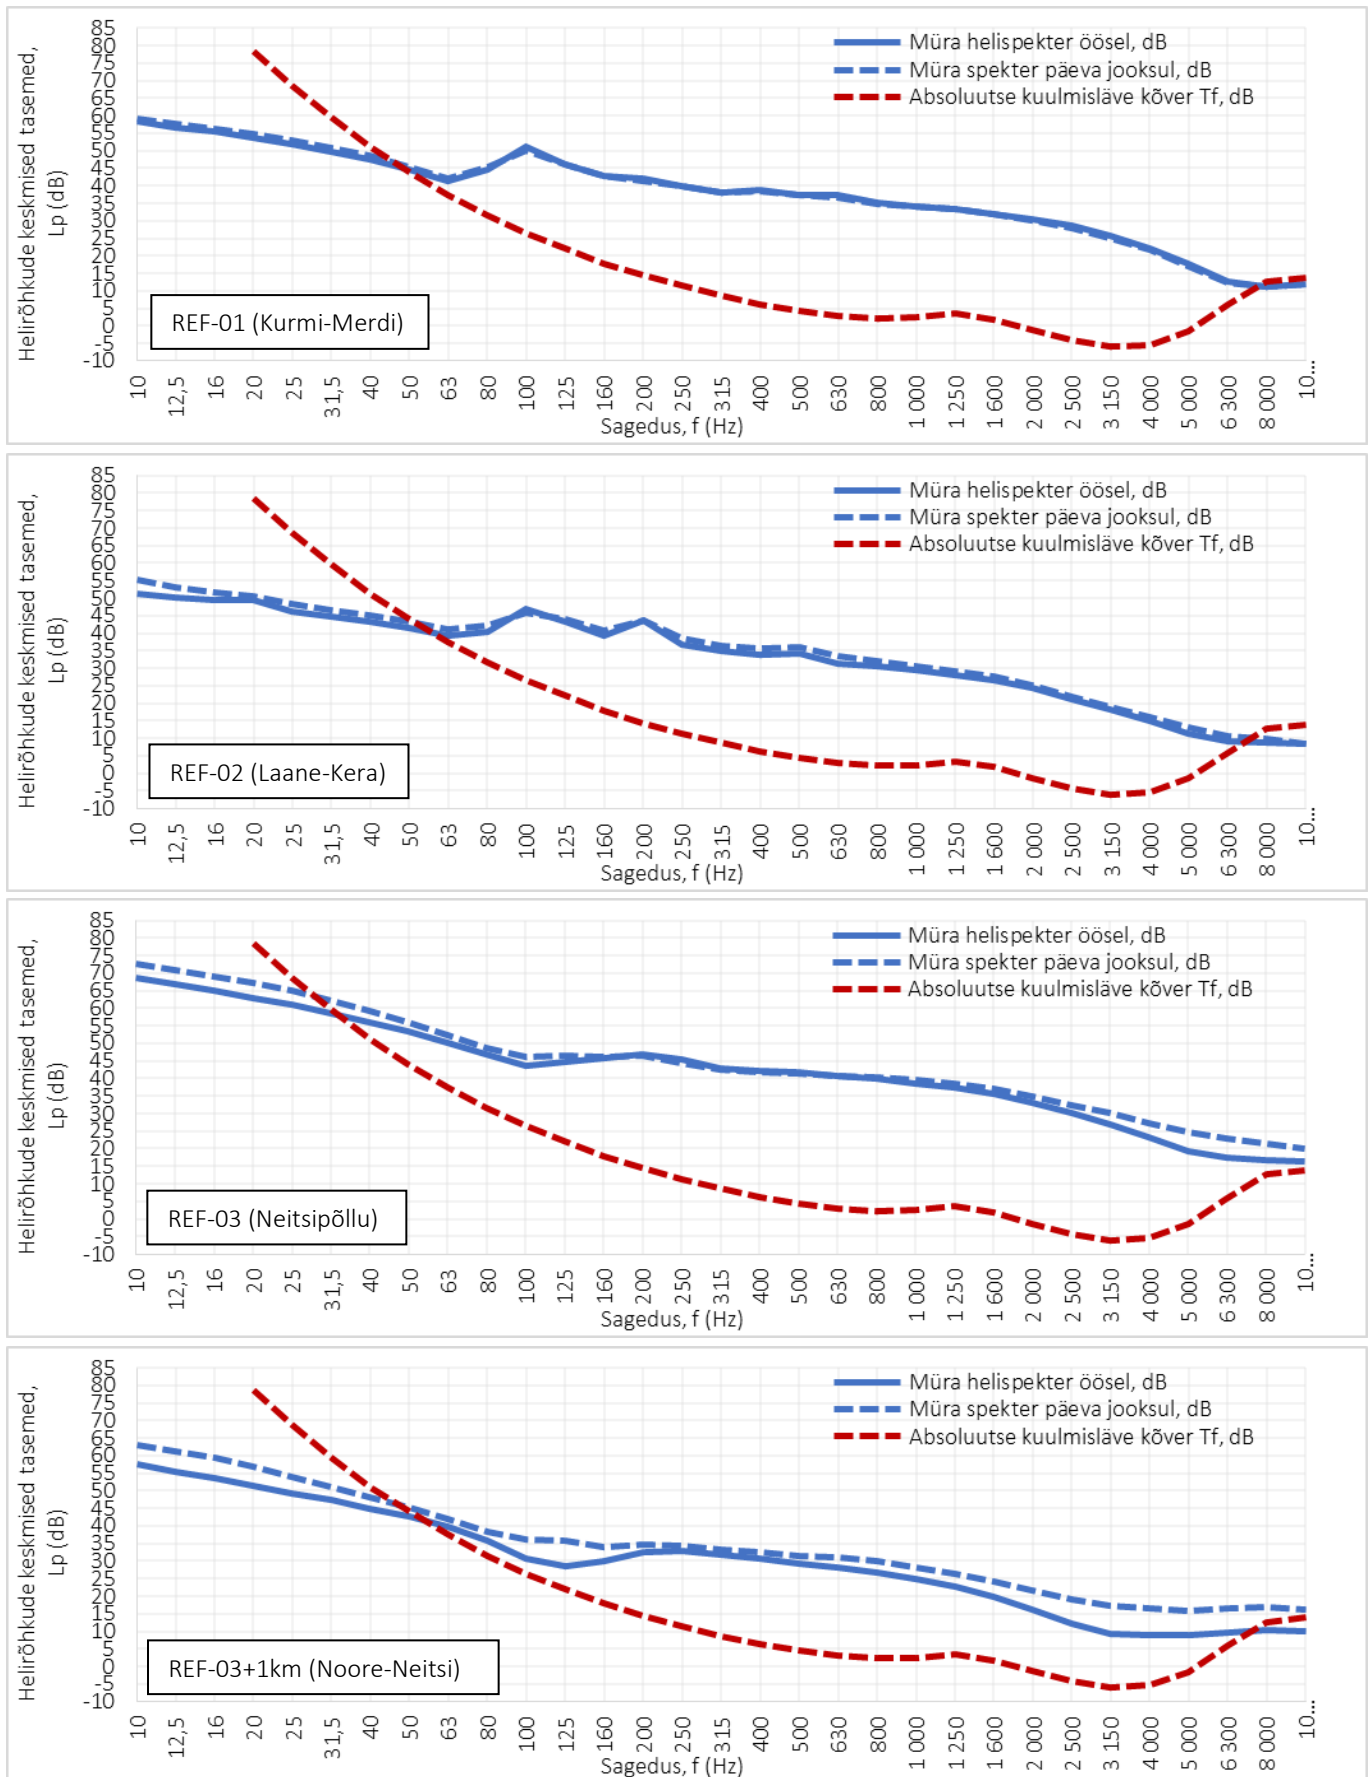 85
80
75
70
65
60
55
50
45
40
35
30
25
20
15
10
5
0
-5
-10
Helirõhkude keskmised tasemed,
Lp (dB)
Müra helispekter öösel, dB
Müra spekter päeva jooksul, dB
Absoluutse kuulmisläve kõver Tf, dB
REF-01 (Kurmi-Merdi)
10 12,5 16 20 25 31,5 40 50 63 80 100 125 160 200 250 315 400 500 630 800 1 000 1 250 1 600 2 000 2 500 3 150 4 000 5 000 6 300 8 000 10...
Sagedus, f (Hz)
85
80
75
70
65
60
55
50
45
40
35
30
25
20
15
10
5
0
-5
-10
Helirõhkude keskmised tasemed,
Lp (dB)
Müra helispekter öösel, dB
Müra spekter päeva jooksul, dB
Absoluutse kuulmisläve kõver Tf, dB
REF-02 (Laane-Kera)
10 12,5 16 20 25 31,5 40 50 63 80 100 125 160 200 250 315 400 500 630 800 1 000 1 250 1 600 2 000 2 500 3 150 4 000 5 000 6 300 8 000 10...
Sagedus, f (Hz)
85
80
75
70
65
60
55
50
45
40
35
30
25
20
15
10
5
0
-5
-10
Helirõhkude keskmised tasemed,
Lp (dB)
Müra helispekter öösel, dB
Müra spekter päeva jooksul, dB
Absoluutse kuulmisläve kõver Tf, dB
REF-03 (Neitsipõllu)
10 12,5 16 20 25 31,5 40 50 63 80 100 125 160 200 250 315 400 500 630 800 1 000 1 250 1 600 2 000 2 500 3 150 4 000 5 000 6 300 8 000 10...
Sagedus, f (Hz)
85
80
75
70
65
60
55
50
45
40
35
30
25
20
15
10
5
0
-5
-10
Helirõhkude keskmised tasemed,
Lp (dB)
Müra helispekter öösel, dB
Müra spekter päeva jooksul, dB
Absoluutse kuulmisläve kõver Tf, dB
REF-03+1km (Noore-Neitsi)
10 12,5 16 20 25 31,5 40 50 63 80 100 125 160 200 250 315 400 500 630 800 1 000 1 250 1 600 2 000 2 500 3 150 4 000 5 000 6 300 8 000 10...
Sagedus, f (Hz)